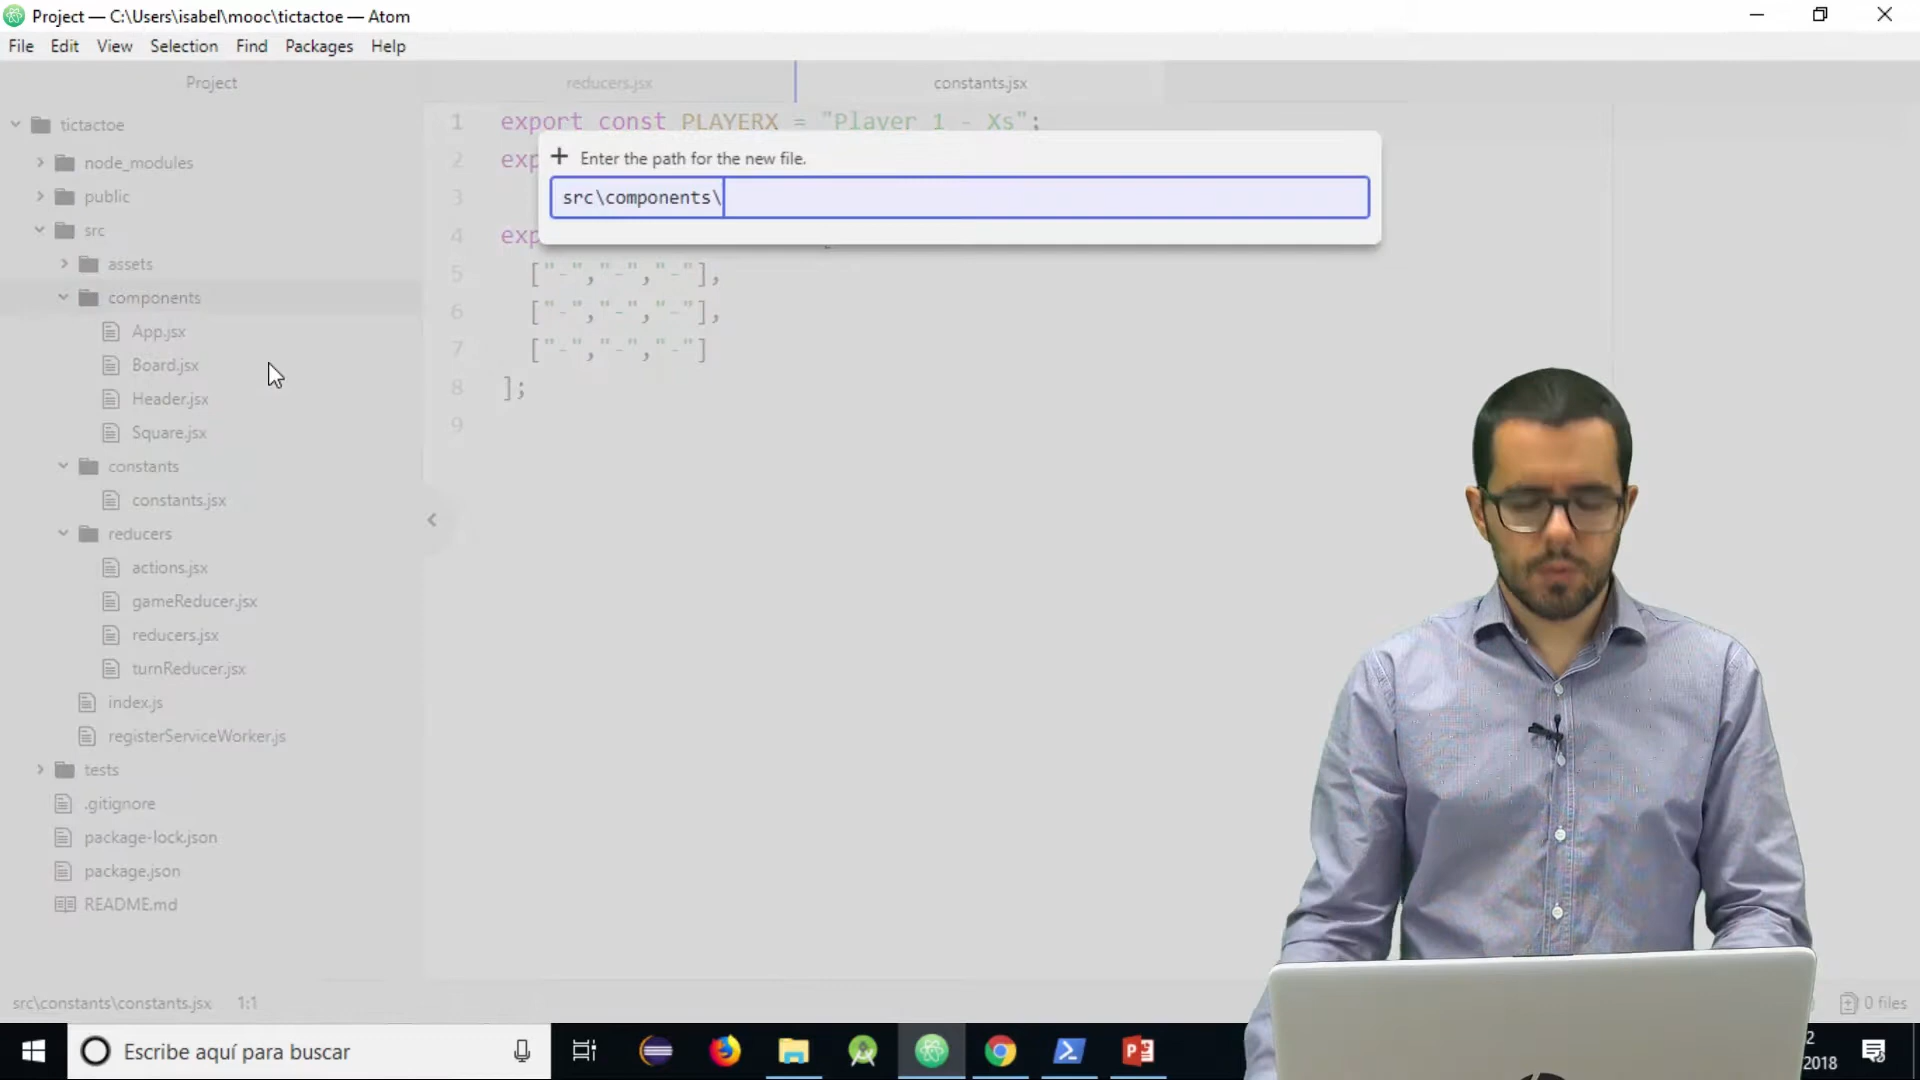 Project — C:\Users\isabel\mooc\tictactoe — Atom
File Edit View Selection Find Packages Help
Project
reducers.jsx
constants.jsx
tictactoe
node_modules
public
src
assets
components
App.jsx
Board.jsx
Header.jsx
Square.jsx
constants
constants.jsx
reducers
actions.jsx
gameReducer.jsx
reducers.jsx
turnReducer.jsx
index.js
registerServiceWorker.js
tests
.gitignore
package-lock.json
package.json
README.md
1 export const PLAYERX = "Player 1 - Xs";
2 exp
3
4 exp
5 ["-","-","-"],
6 ["-","-","-"],
7 ["-","-","-"]
8 ];
9
Enter the path for the new file.
src\components\
src\constants\constants.jsx 1:1
0 files
Escribe aquí para buscar
2
2018